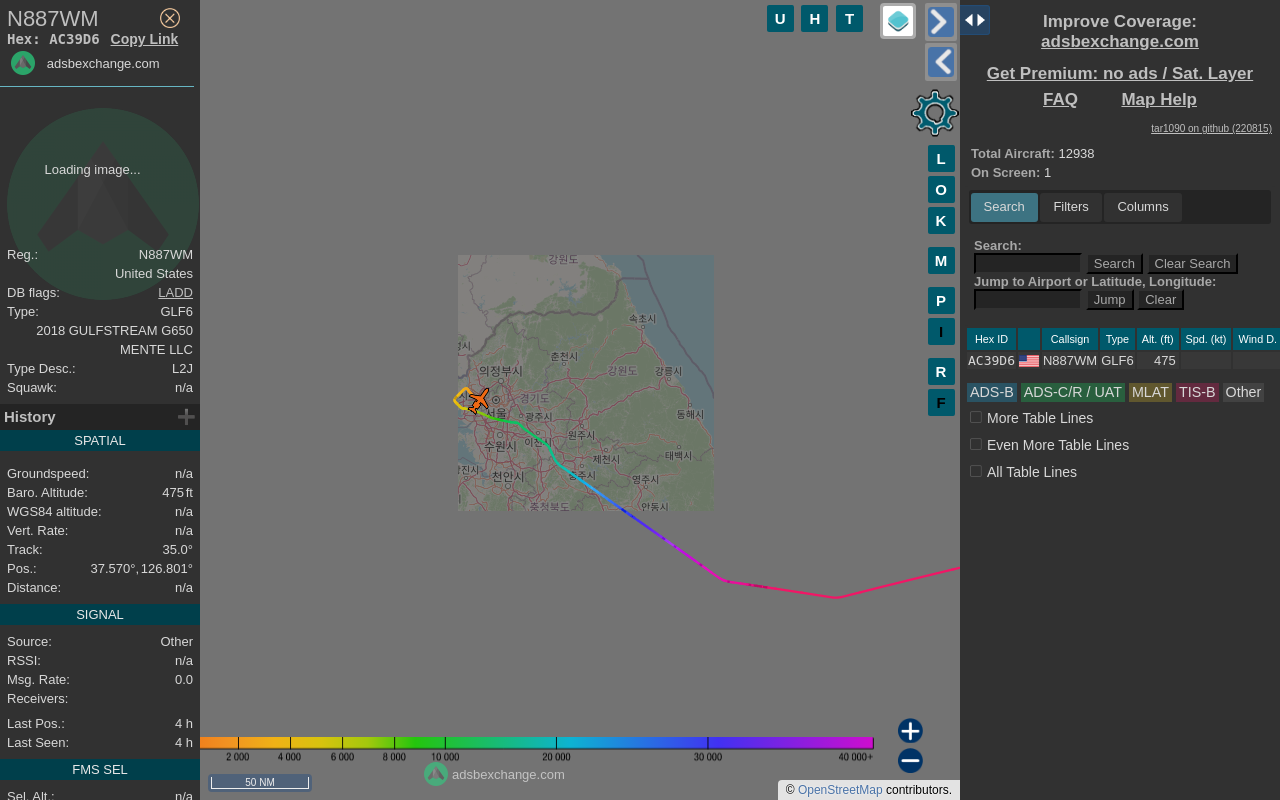 N887WM
Hex: AC39D6 Copy Link
adsbexchange.com
Loading image...
Reg.: N887WM
United States
DB flags: LADD
Type: GLF6
2018 GULFSTREAM G650
MENTE LLC
Type Desc.: L2J
Squawk: n/a
History
SPATIAL
Groundspeed: n/a
Baro. Altitude: 475 ft
WGS84 altitude: n/a
Vert. Rate: n/a
Track: 35.0°
Pos.: 37.570°, 126.801°
Distance: n/a
SIGNAL
Source: Other
RSSI: n/a
Msg. Rate: 0.0
Receivers:
Last Pos.: 4 h
Last Seen: 4 h
FMS SEL
Sel. Alt.: n/a
U H T
L
O
K
M
P
I
R
F
강원도
속초시
춘천시
의정부시
강원도
강릉시
경기도
서울
광주시
동해시
원주시
수원시
이천시
제천시
태백시
천안시
충주시
영주시
충청북도
안동시
2 000 4 000 6 000 8 000 10 000 20 000 30 000 40 000+
adsbexchange.com
50 NM
© OpenStreetMap contributors.
Improve Coverage:
adsbexchange.com
Get Premium: no ads / Sat. Layer
FAQ Map Help
tar1090 on github (220815)
Total Aircraft: 12938
On Screen: 1
Search Filters Columns
Search:
Search Clear Search
Jump to Airport or Latitude, Longitude:
Jump Clear
Hex ID Callsign Type Alt. (ft) Spd. (kt) Wind D.
AC39D6 N887WM GLF6 475
ADS-B ADS-C/R / UAT MLAT TIS-B Other
More Table Lines
Even More Table Lines
All Table Lines